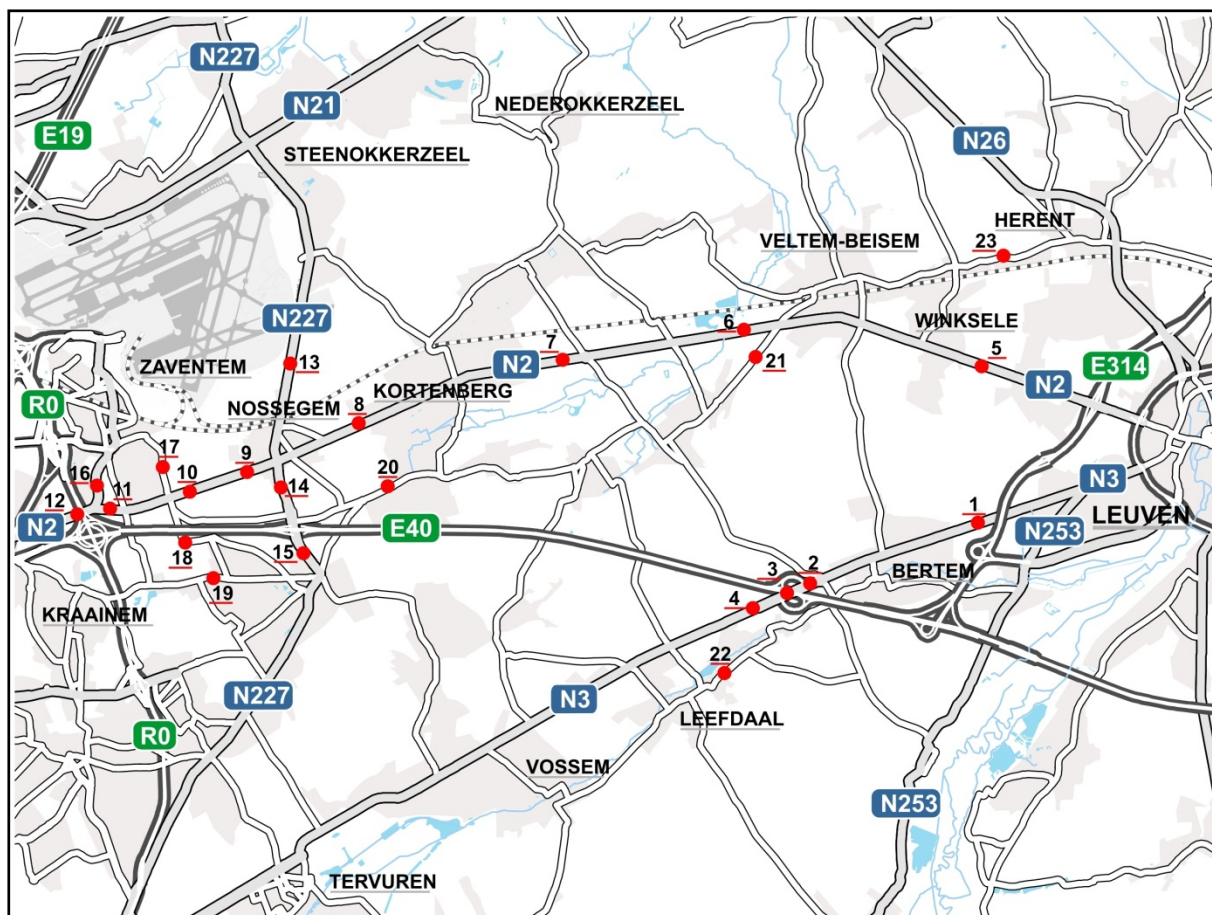 N227
N21
NEDEROKKERZEEL
E19
N26
STEENOKKERZEEL
HERENT
VELTEM-BEISEM
23
N227
6
WINKSELE
7
ZAVENTEM
13
N2
21
5
E314
KORTENBERG
N2
R0
NOSSEGEM
8
17
9
20
16
10
14
N3
11
12
1
LEUVEN
N2
E40
N253
18
15
3
2
BERTEM
19
4
KRAAINEM
22
N227
N3
LEEFDAAL
R0
VOSSEM
N253
TERVUREN